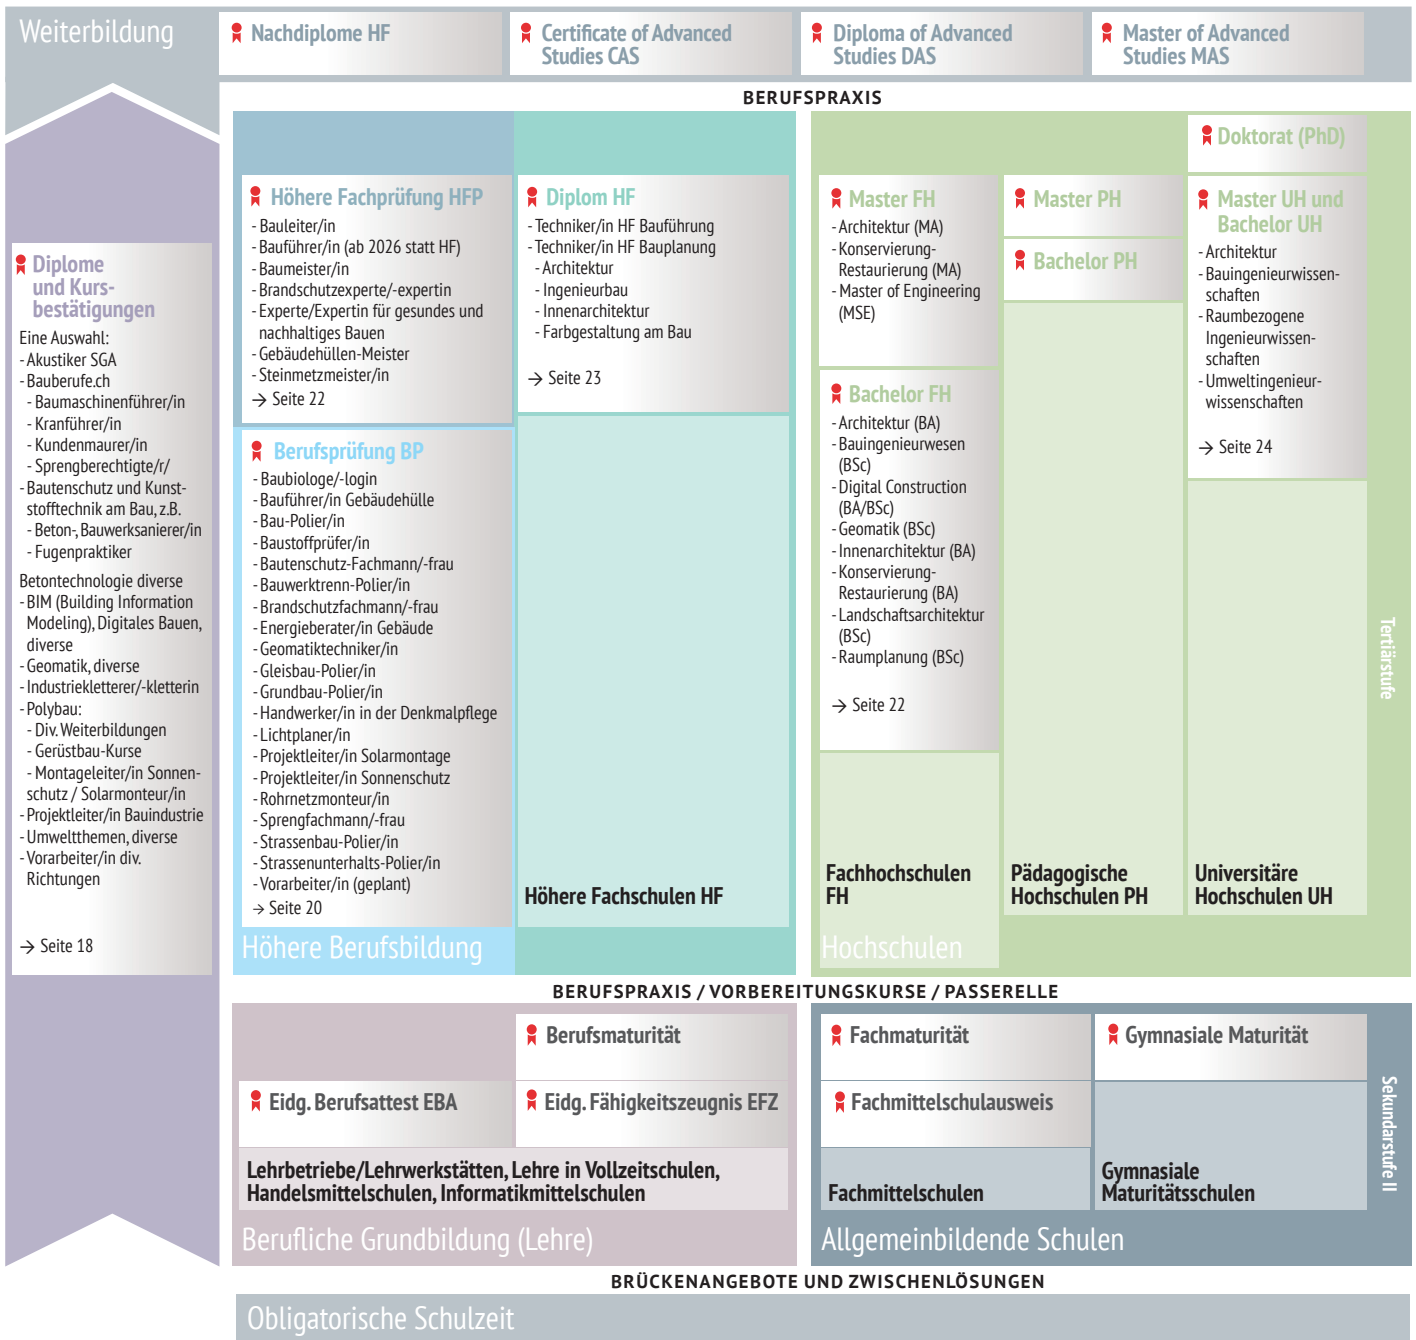 Weiterbildung
Nachdiplome HF
Certificate of Advanced
Studies CAS
Diploma of Advanced
Studies DAS
Master of Advanced
Studies MAS
BERUFSPRAXIS
Diplome
und Kurs-
bestätigungen
Eine Auswahl:
- Akustiker SGA
- Bauberufe.ch
- Baumaschinenführer/in
- Kranführer/in
- Kundenmaurer/in
- Sprengberechtigte/r/
- Bautenschutz und Kunst-
stofftechnik am Bau, z.B.
- Beton-, Bauwerksanierer/in
- Fugenpraktiker
Betontechnologie diverse
- BIM (Building Information
Modeling), Digitales Bauen,
diverse
- Geomatik, diverse
- Industriekletterer/-kletterin
- Polybau:
- Div. Weiterbildungen
- Gerüstbau-Kurse
- Montageleiter/in Sonnen-
schutz / Solarmonteur/in
- Projektleiter/in Bauindustrie
- Umweltthemen, diverse
- Vorarbeiter/in div.
Richtungen
→ Seite 18
Höhere Fachprüfung HFP
- Bauleiter/in
- Bauführer/in (ab 2026 statt HF)
- Baumeister/in
- Brandschutzexperte/-expertin
- Experte/Expertin für gesundes und
nachhaltiges Bauen
- Gebäudehüllen-Meister
- Steinmetzmeister/in
→ Seite 22
Berufsprüfung BP
- Baubiologe/-login
- Bauführer/in Gebäudehülle
- Bau-Polier/in
- Baustoffprüfer/in
- Bautenschutz-Fachmann/-frau
- Bauwerktrenn-Polier/in
- Brandschutzfachmann/-frau
- Energieberater/in Gebäude
- Geomatiktechniker/in
- Gleisbau-Polier/in
- Grundbau-Polier/in
- Handwerker/in in der Denkmalpflege
- Lichtplaner/in
- Projektleiter/in Solarmontage
- Projektleiter/in Sonnenschutz
- Rohrnetzmonteur/in
- Sprengfachmann/-frau
- Strassenbau-Polier/in
- Strassenunterhalts-Polier/in
- Vorarbeiter/in (geplant)
→ Seite 20
Höhere Berufsbildung
Diplom HF
- Techniker/in HF Bauführung
- Techniker/in HF Bauplanung
- Architektur
- Ingenieurbau
- Innenarchitektur
- Farbgestaltung am Bau
→ Seite 23
Höhere Fachschulen HF
Master FH
- Architektur (MA)
- Konservierung-
Restaurierung (MA)
- Master of Engineering
(MSE)
Bachelor FH
- Architektur (BA)
- Bauingenieurwesen
(BSc)
- Digital Construction
(BA/BSc)
- Geomatik (BSc)
- Innenarchitektur (BA)
- Konservierung-
Restaurierung (BA)
- Landschaftsarchitektur
(BSc)
- Raumplanung (BSc)
→ Seite 22
Fachhochschulen
FH
Hochschulen
Master PH
Bachelor PH
Pädagogische
Hochschulen PH
Doktorat (PhD)
Master UH und
Bachelor UH
- Architektur
- Bauingenieurwissen-
schaften
- Raumbezogene
Ingenieurwissen-
schaften
- Umweltingenieur-
wissenschaften
→ Seite 24
Universitäre
Hochschulen UH
Tertiärstufe
BERUFSPRAXIS / VORBEREITUNGSKURSE / PASSERELLE
Berufsmaturität
Eidg. Berufsattest EBA
Eidg. Fähigkeitszeugnis EFZ
Lehrbetriebe/Lehrwerkstätten, Lehre in Vollzeitschulen,
Handelsmittelschulen, Informatikmittelschulen
Berufliche Grundbildung (Lehre)
Fachmaturität
Gymnasiale Maturität
Fachmittelschulausweis
Fachmittelschulen
Gymnasiale
Maturitätsschulen
Allgemeinbildende Schulen
Sekundarstufe II
BRÜCKENANGEBOTE UND ZWISCHENLÖSUNGEN
Obligatorische Schulzeit